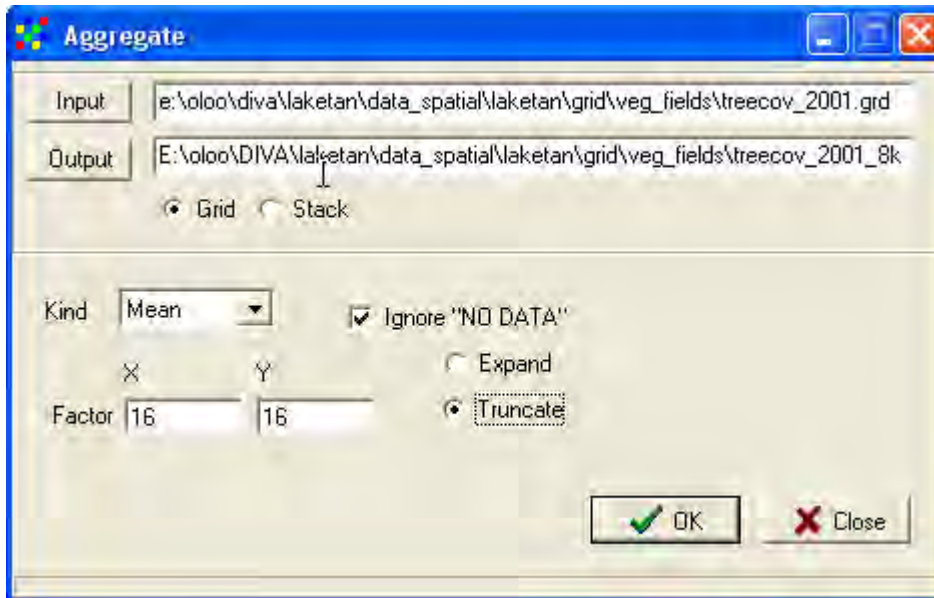 Aggregate
Input e:\oloo\diva\laketan\data_spatial\laketan\grid\veg_fields\treecov_2001.grd
Output E:\oloo\DIVA\laketan\data_spatial\laketan\grid\veg_fields\treecov_2001_8k
Grid Stack
Kind Mean Ignore "NO DATA"
Expand
X Y
Factor 16 16 Truncate
OK Close